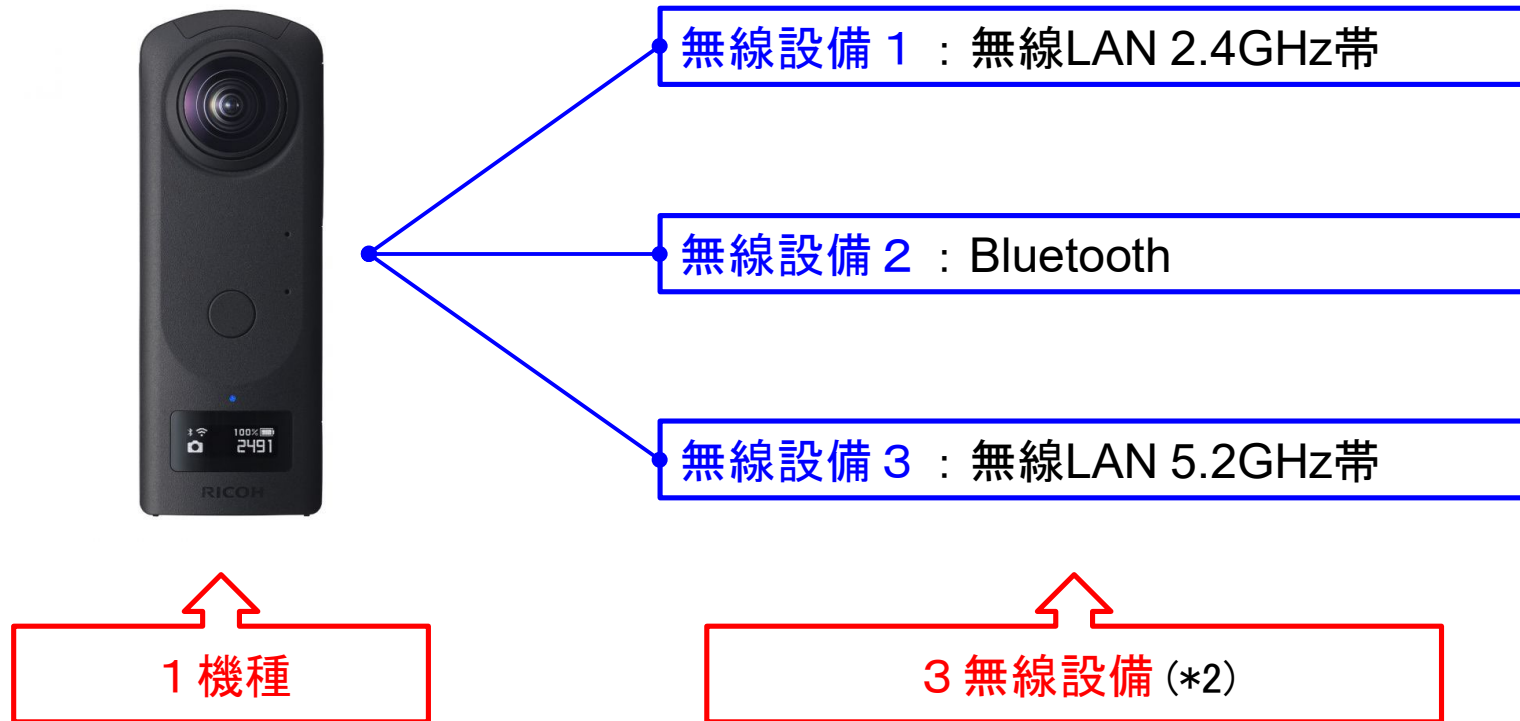 無線設備１：無線LAN 2.4GHz帯
無線設備２：Bluetooth
無線設備３：無線LAN 5.2GHz帯
100%
2491
RICOH
１機種
３無線設備(*2)